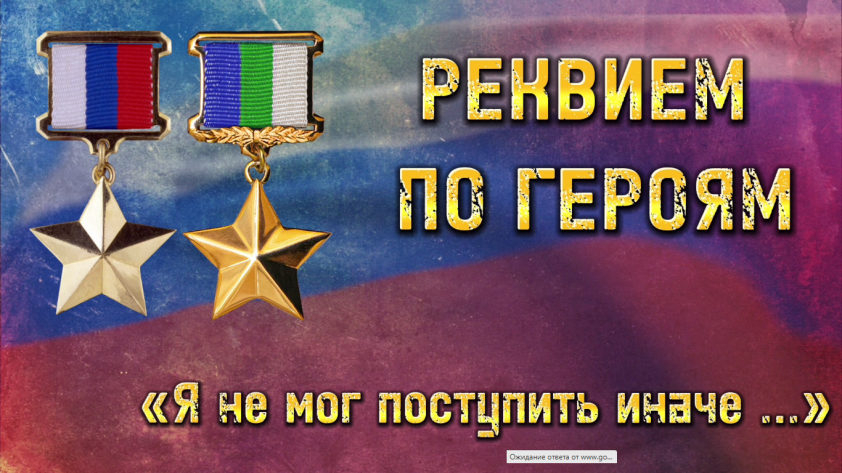 РЕКВИЕМ
ПО ГЕРОЯМ
«Я не мог поступить иначе ...»
Ожидание ответа от www.go...